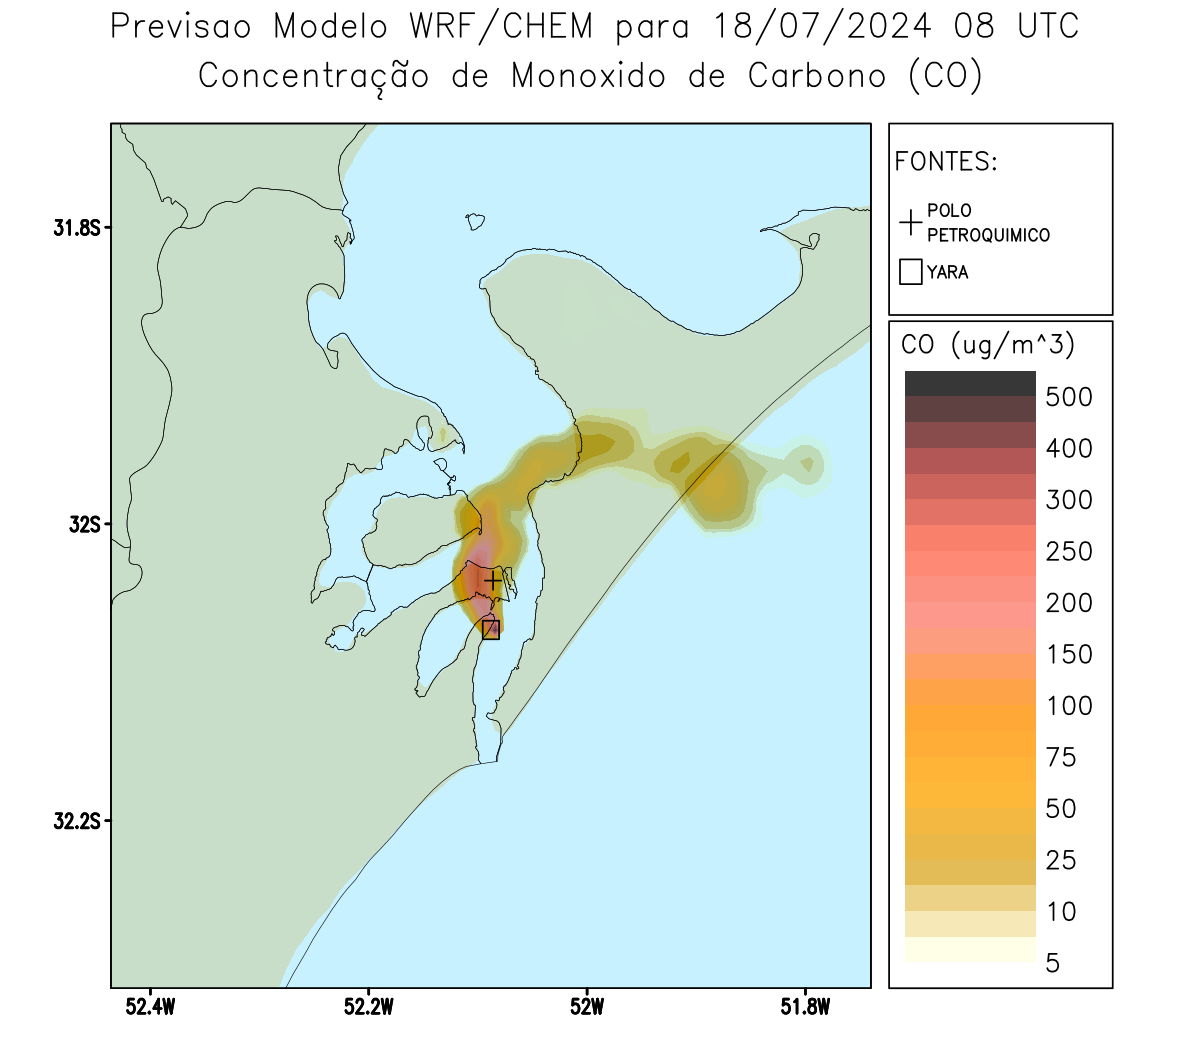 Previsao Modelo WRF/CHEM para 18/07/2024 08 UTC
Concentração de Monoxido de Carbono (CO)
FONTES:
POLO
PETROQUIMICO
YARA
CO (ug/m^3)
500
400
300
250
200
150
100
75
50
25
10
5
31.8S
32S
32.2S
52.4W
52.2W
52W
51.8W